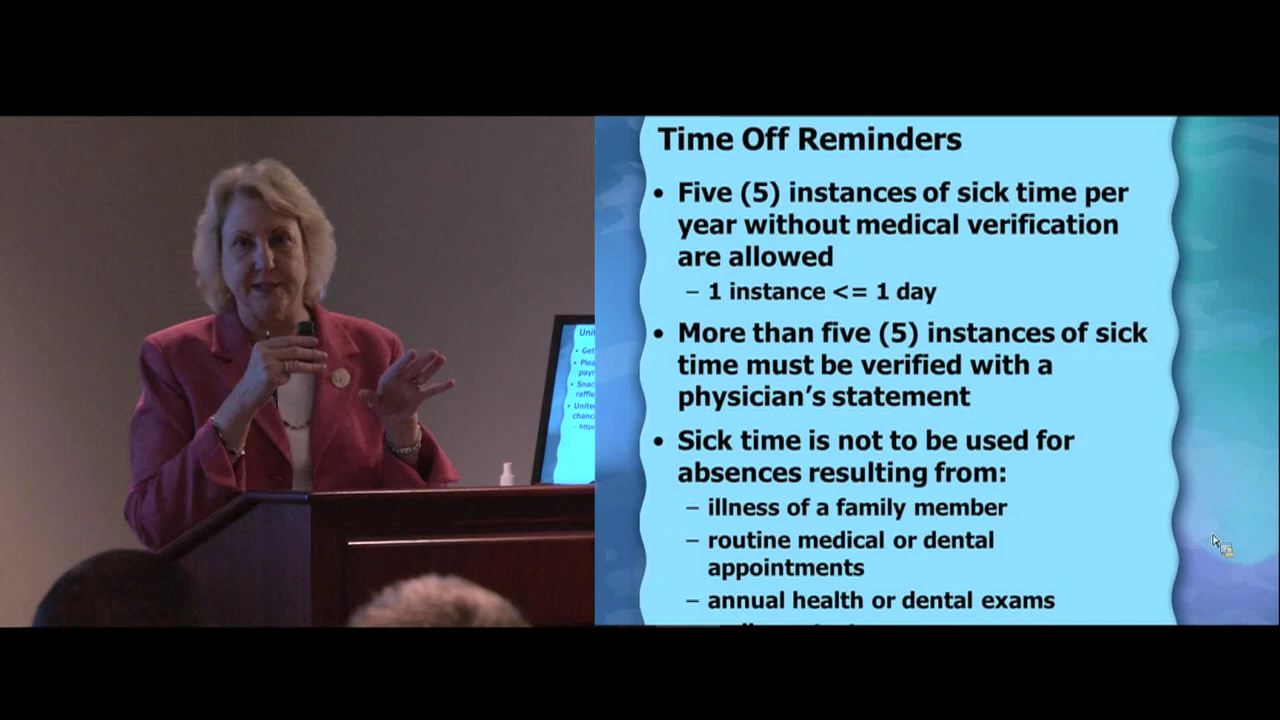 Time Off Reminders
• Five (5) instances of sick time per
year without medical verification
are allowed
– 1 instance <= 1 day
• More than five (5) instances of sick
time must be verified with a
physician's statement
• Sick time is not to be used for
absences resulting from:
– illness of a family member
– routine medical or dental
appointments
– annual health or dental exams
• Get